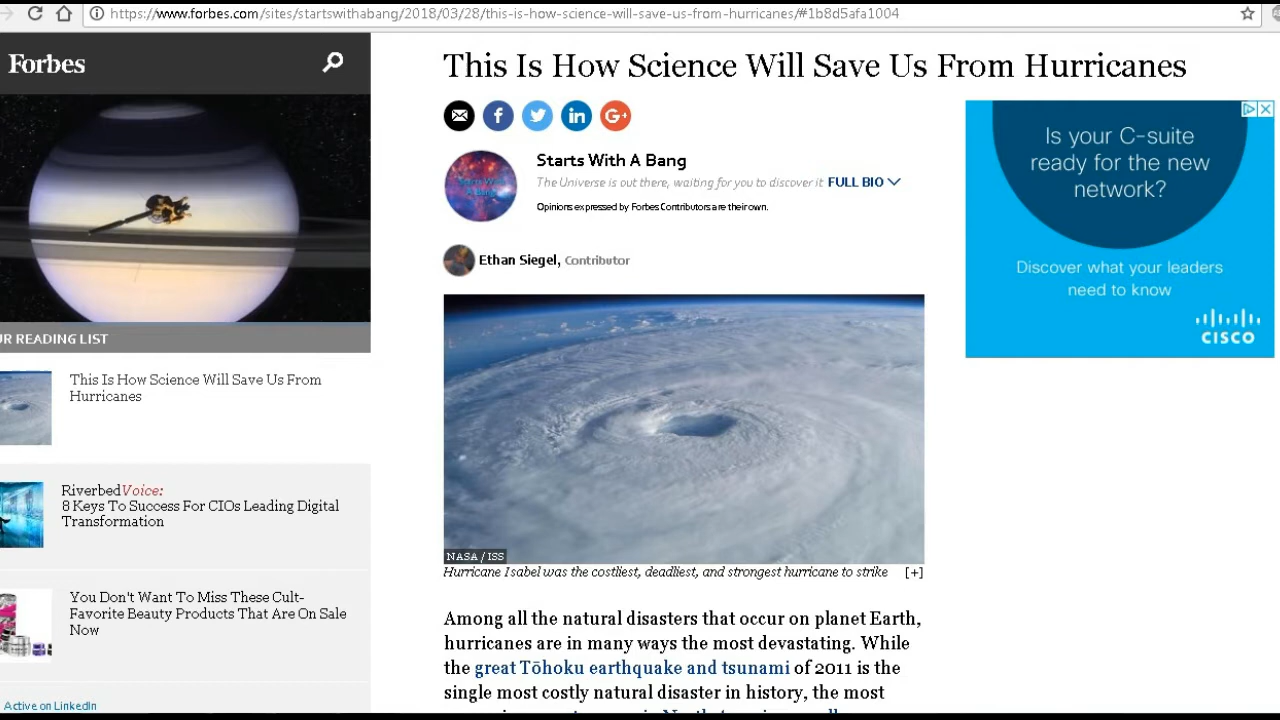 https://www.forbes.com/sites/startswithabang/2018/03/28/this-is-how-science-will-save-us-from-hurricanes/#1b8d5afa1004
Forbes
UR READING LIST
This Is How Science Will Save Us From
Hurricanes
RiverbedVoice:
8 Keys To Success For CIOs Leading Digital
Transformation
You Don't Want To Miss These Cult-
Favorite Beauty Products That Are On Sale
Now
Active on LinkedIn
This Is How Science Will Save Us From Hurricanes
f
in
G+
Starts With A Bang
The Universe is out there, waiting for you to discover it FULL BIO
Opinions expressed by Forbes Contributors are their own.
Ethan Siegel, Contributor
NASA / ISS
Hurricane Isabel was the costliest, deadliest, and strongest hurricane to strike [+]
Among all the natural disasters that occur on planet Earth,
hurricanes are in many ways the most devastating. While
the great Tōhoku earthquake and tsunami of 2011 is the
single most costly natural disaster in history, the most
Is your C-suite
ready for the new
network?
Discover what your leaders
need to know
CISCO